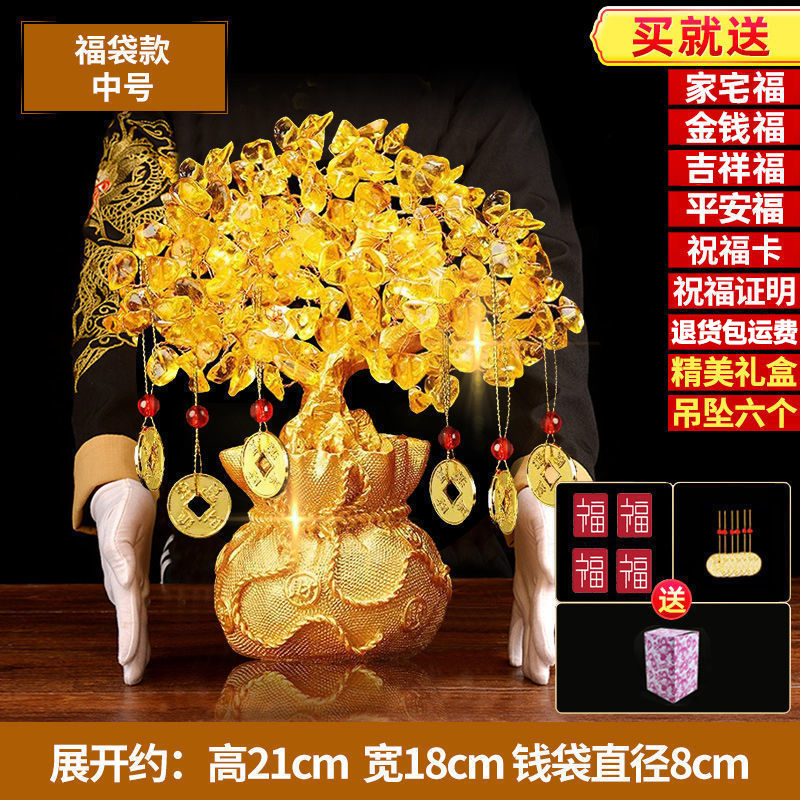 福袋款
中号
买就送
家宅福
金钱福
吉祥福
平安福
祝福卡
祝福证明
退货包运费
精美礼盒
吊坠六个
福 福
福 福
送
展开约：高21cm 宽18cm 钱袋直径8cm